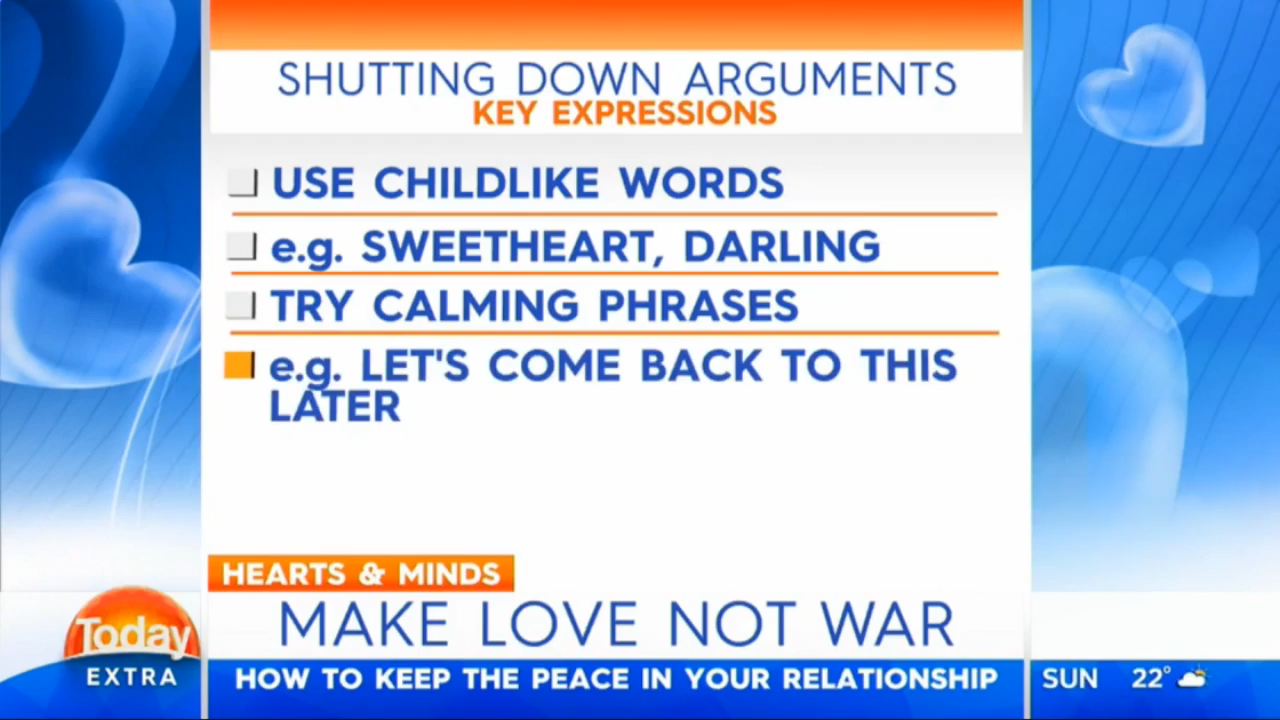 SHUTTING DOWN ARGUMENTS
KEY EXPRESSIONS
USE CHILDLIKE WORDS
e.g. SWEETHEART, DARLING
TRY CALMING PHRASES
e.g. LET'S COME BACK TO THIS
LATER
HEARTS & MINDS
MAKE LOVE NOT WAR
Today
EXTRA
HOW TO KEEP THE PEACE IN YOUR RELATIONSHIP
SUN 22°